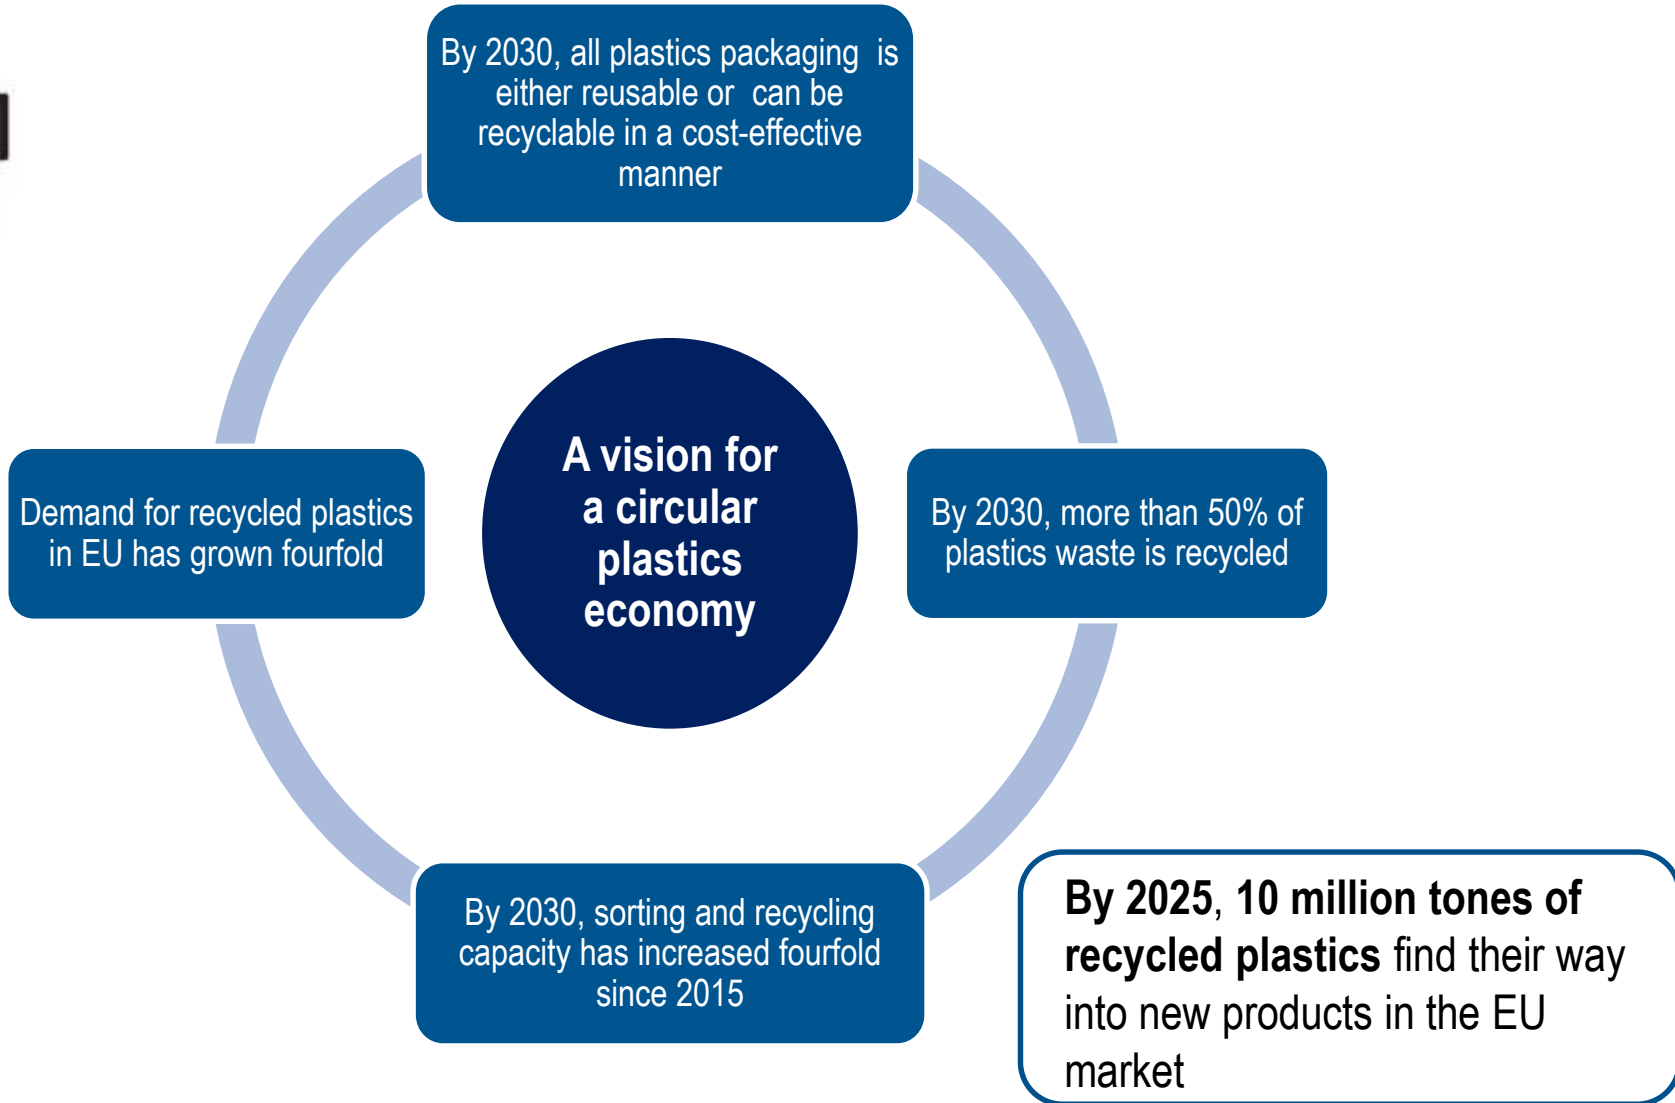 By 2030, all plastics packaging is
either reusable or can be
recyclable in a cost-effective
manner
A vision for
a circular
plastics
economy
Demand for recycled plastics
in EU has grown fourfold
By 2030, more than 50% of
plastics waste is recycled
By 2030, sorting and recycling
capacity has increased fourfold
since 2015
By 2025, 10 million tones of
recycled plastics find their way
into new products in the EU
market